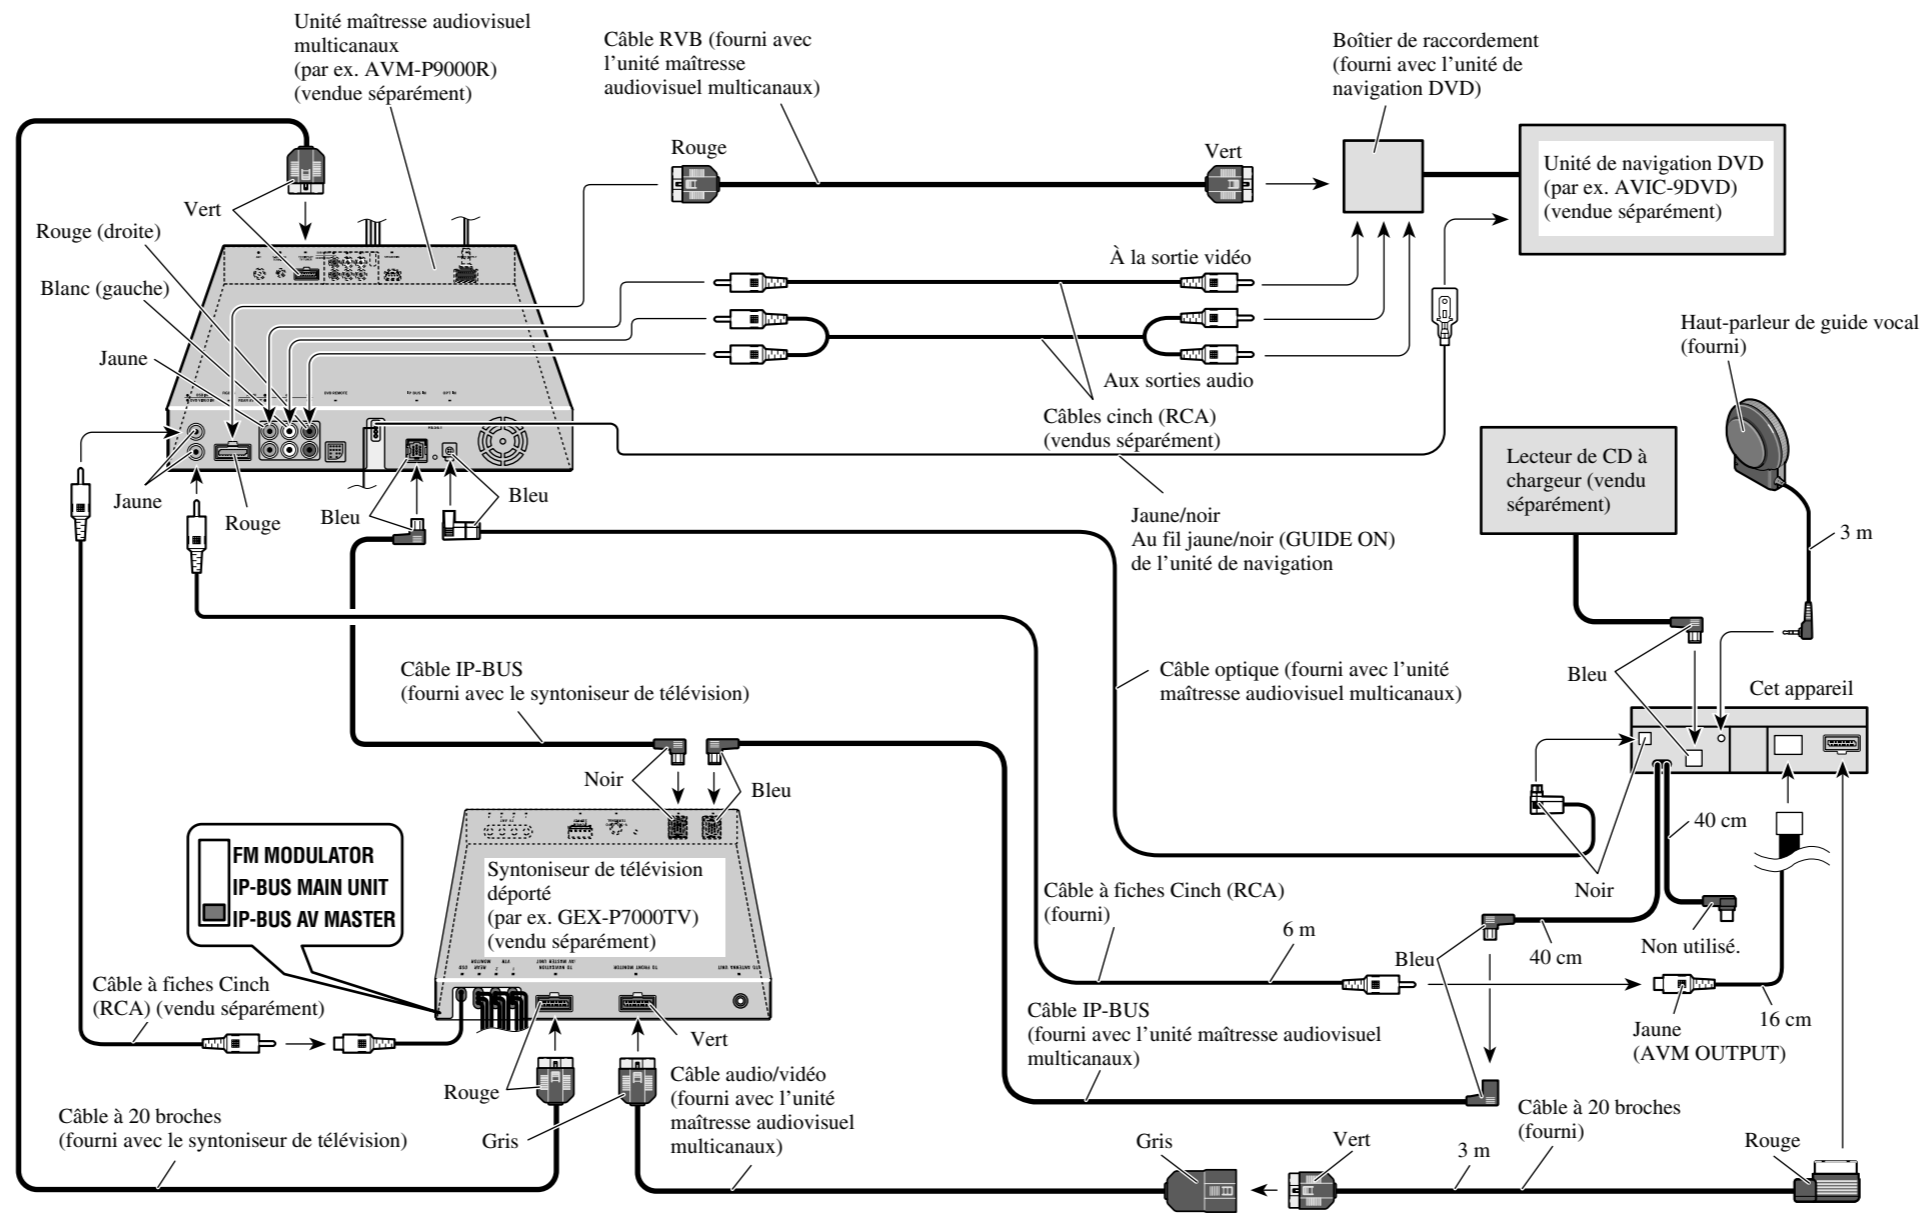 Unité maîtresse audiovisuel
multicanaux
(par ex. AVM-P9000R)
(vendue séparément)
Câble RVB (fourni avec
l’unité maîtresse
audiovisuel multicanaux)
Boîtier de raccordement
(fourni avec l’unité de
navigation DVD)
Rouge
Vert
Unité de navigation DVD
(par ex. AVIC-9DVD)
(vendue séparément)
Vert
Rouge (droite)
Blanc (gauche)
Jaune
À la sortie vidéo
Aux sorties audio
Câbles cinch (RCA)
(vendus séparément)
Haut-parleur de guide vocal
(fourni)
Lecteur de CD à
chargeur (vendu
séparément)
3 m
Jaune
Rouge
Bleu
Bleu
Jaune/noir
Au fil jaune/noir (GUIDE ON)
de l’unité de navigation
Câble IP-BUS
(fourni avec le syntoniseur de télévision)
Câble optique (fourni avec l’unité
maîtresse audiovisuel multicanaux)
Bleu
Cet appareil
Noir
Bleu
40 cm
FM MODULATOR
IP-BUS MAIN UNIT
IP-BUS AV MASTER
Syntoniseur de télévision
déporté
(par ex. GEX-P7000TV)
(vendu séparément)
Noir
Câble à fiches Cinch (RCA)
(fourni)
6 m
Bleu
40 cm
Non utilisé.
Câble à fiches Cinch
(RCA) (vendu séparément)
Câble IP-BUS
(fourni avec l’unité maîtresse audiovisuel
multicanaux)
Jaune
(AVM OUTPUT)
16 cm
Vert
Rouge
Câble audio/vidéo
(fourni avec l’unité
maîtresse audiovisuel
multicanaux)
Gris
Câble à 20 broches
(fourni avec le syntoniseur de télévision)
Câble à 20 broches
(fourni)
Gris
Vert
3 m
Rouge